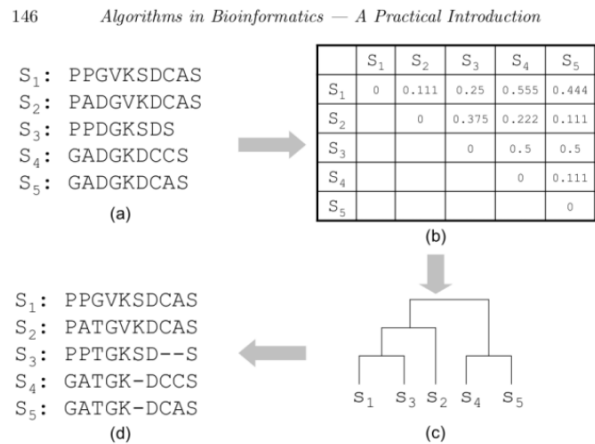 146 Algorithms in Bioinformatics — A Practical Introduction
S1: PPGVKSDCAS
S2: PADGVKDCAS
S3: PPDGKSDS
S4: GADGKDCCS
S5: GADGKDCAS
(a)
S1 S2 S3 S4 S5
S1 0 0.111 0.25 0.555 0.444
S2 0 0.375 0.222 0.111
S3 0 0.5 0.5
S4 0 0.111
S5 0
(b)
S1: PPGVKSDCAS
S2: PATGVKDCAS
S3: PPTGKSD--S
S4: GATGK-DCCS
S5: GATGK-DCAS
(d)
S1 S3 S2 S4 S5
(c)